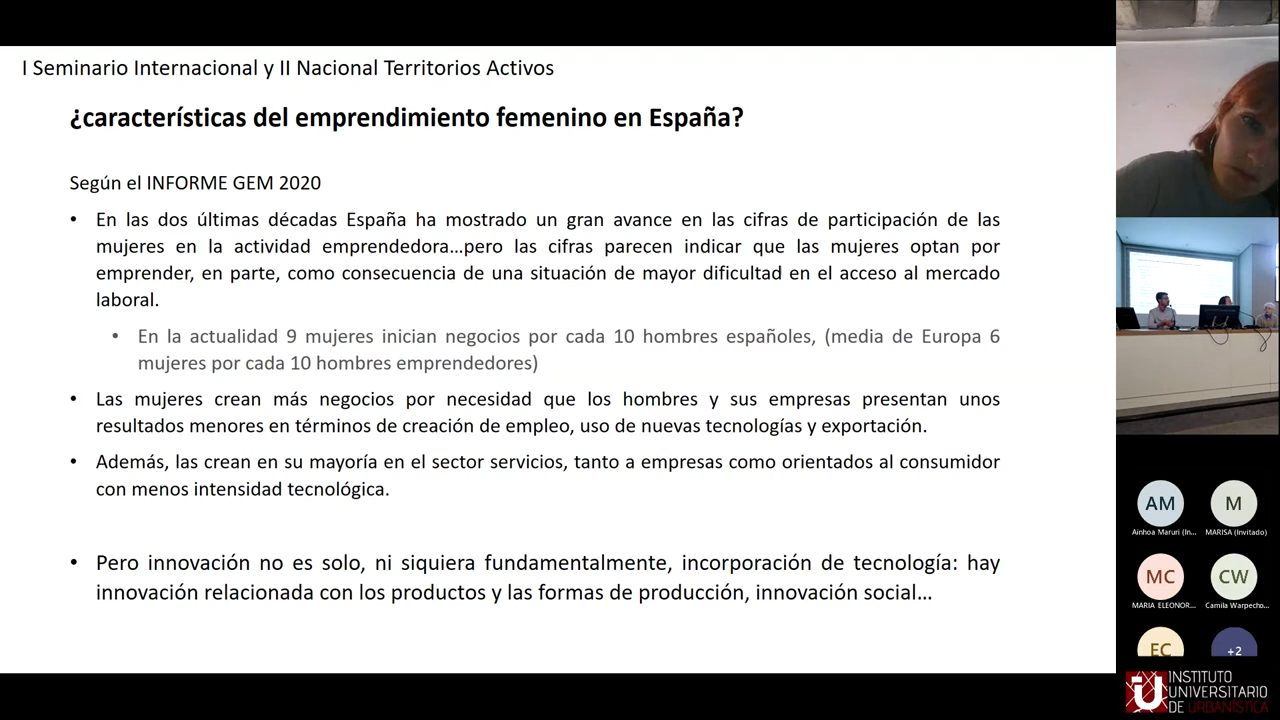 I Seminario Internacional y II Nacional Territorios Activos
¿características del emprendimiento femenino en España?
Según el INFORME GEM 2020
• En las dos últimas décadas España ha mostrado un gran avance en las cifras de participación de las
mujeres en la actividad emprendedora...pero las cifras parecen indicar que las mujeres optan por
emprender, en parte, como consecuencia de una situación de mayor dificultad en el acceso al mercado
laboral.
• En la actualidad 9 mujeres inician negocios por cada 10 hombres españoles, (media de Europa 6
mujeres por cada 10 hombres emprendedores)
• Las mujeres crean más negocios por necesidad que los hombres y sus empresas presentan unos
resultados menores en términos de creación de empleo, uso de nuevas tecnologías y exportación.
• Además, las crean en su mayoría en el sector servicios, tanto a empresas como orientados al consumidor
con menos intensidad tecnológica.
• Pero innovación no es solo, ni siquiera fundamentalmente, incorporación de tecnología: hay
innovación relacionada con los productos y las formas de producción, innovación social...
AM
M
Ainhoa Maruri (In...
MARISA (Invitado)
MC
CW
MARIA ELEONOR...
Camila Warpecho...
EC
+2
INSTITUTO
UNIVERSITARIO
DE URBANÍSTICA